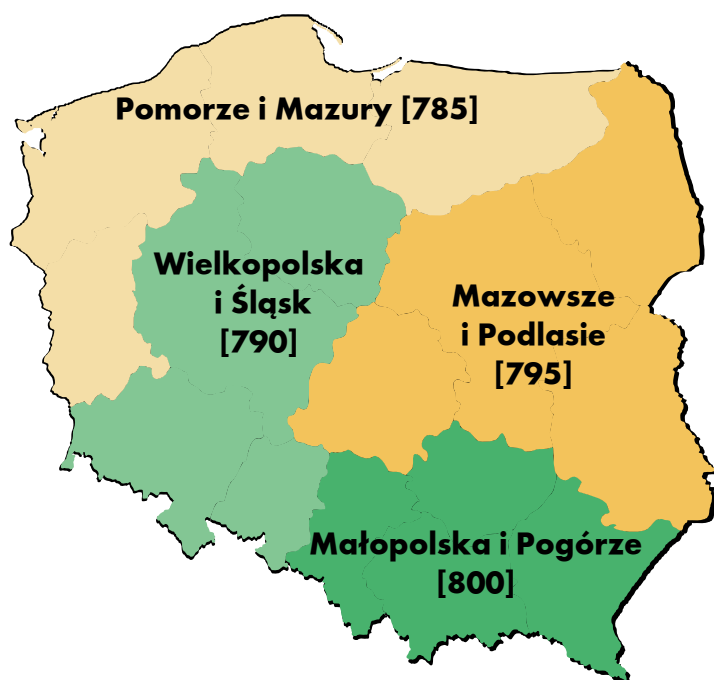 Pomorze i Mazury [785]
Wielkopolska
i Śląsk
[790]
Mazowsze
i Podlasie
[795]
Małopolska i Pogórze
[800]